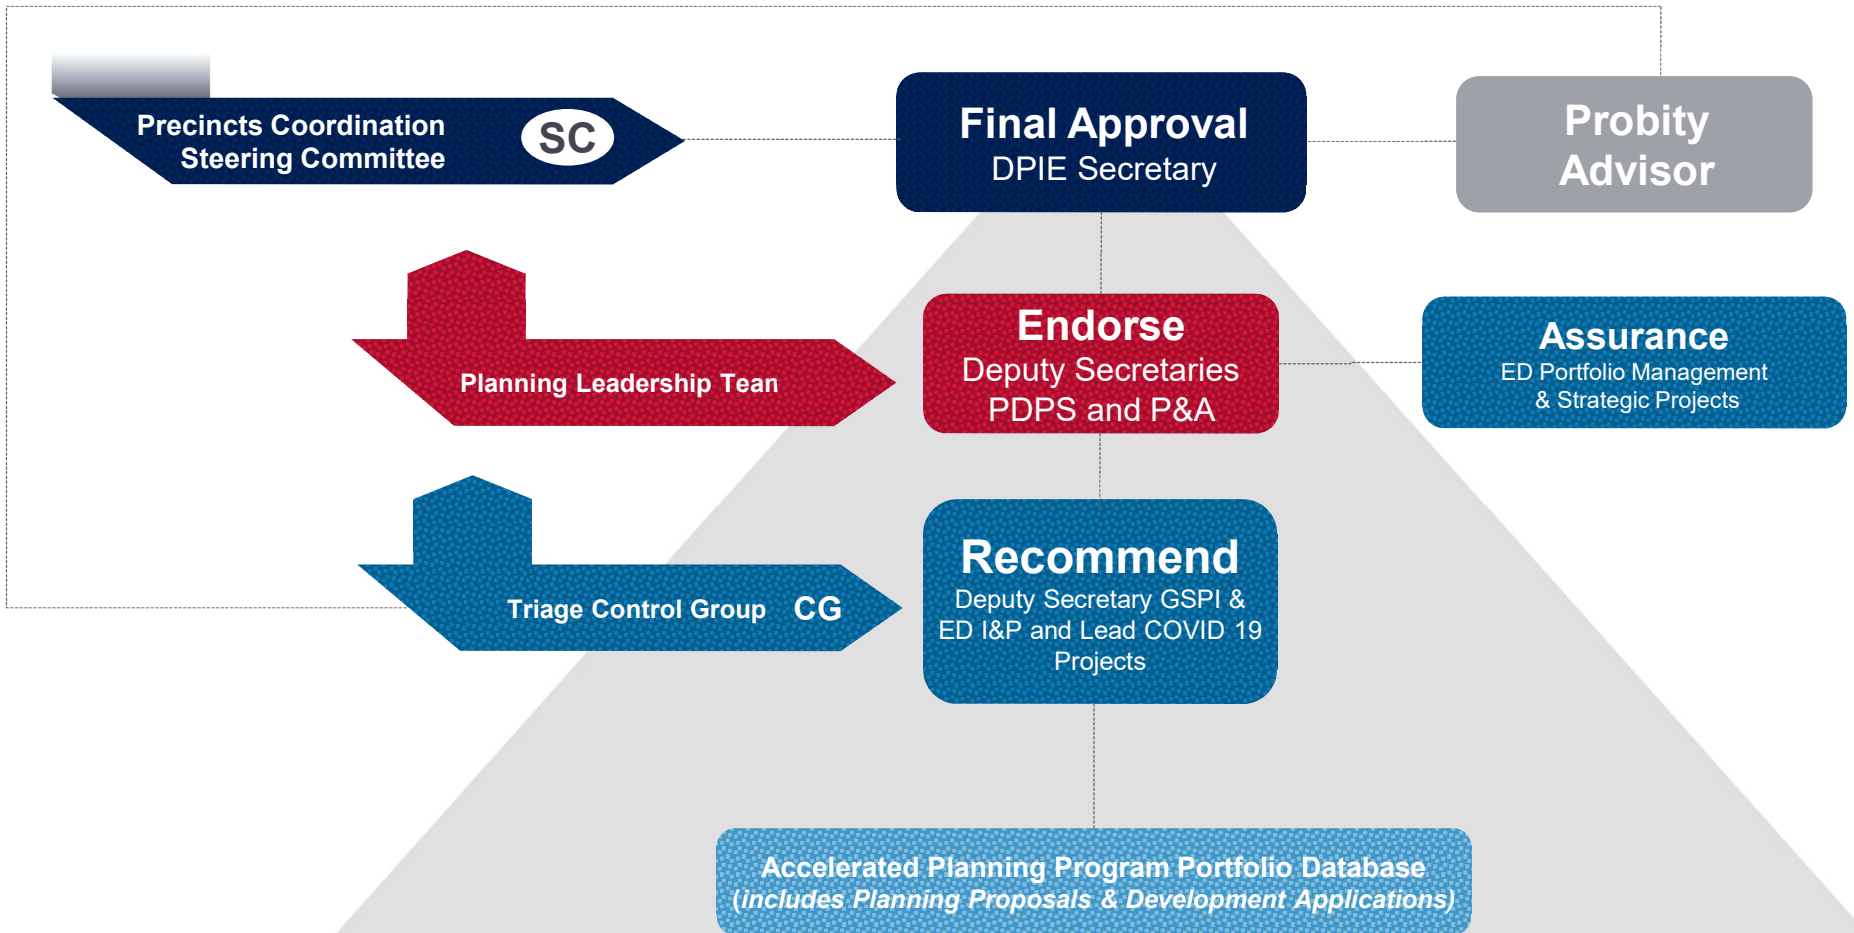 Precincts Coordination
Steering Committee
SC
Final Approval
DPIE Secretary
Probity
Advisor
Planning Leadership Tean
Endorse
Deputy Secretaries
PDPS and P&A
Assurance
ED Portfolio Management
& Strategic Projects
Triage Control Group
CG
Recommend
Deputy Secretary GSPI &
ED I&P and Lead COVID 19
Projects
Accelerated Planning Program Portfolio Database
(includes Planning Proposals & Development Applications)